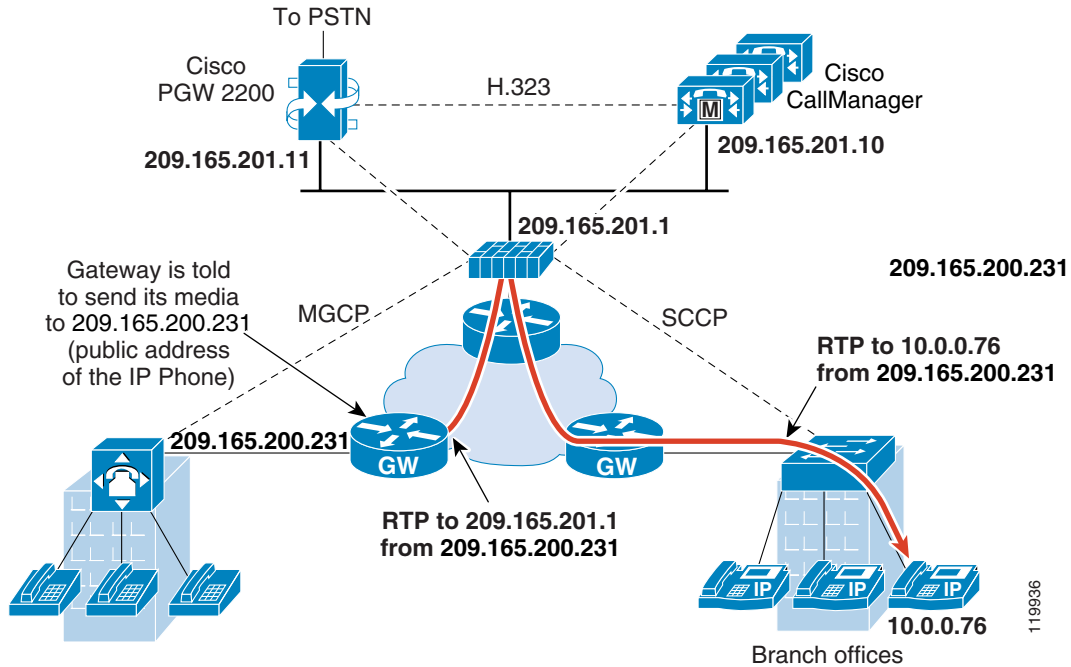 To PSTN
Cisco
PGW 2200
H.323
M
Cisco
CallManager
209.165.201.11
209.165.201.10
209.165.201.1
Gateway is told
to send its media
to 209.165.200.231
(public address
of the IP Phone)
MGCP
SCCP
209.165.200.231
RTP to 10.0.0.76
from 209.165.200.231
209.165.200.231
GW
GW
RTP to 209.165.201.1
from 209.165.200.231
IP
IP
IP
10.0.0.76
Branch offices
119936